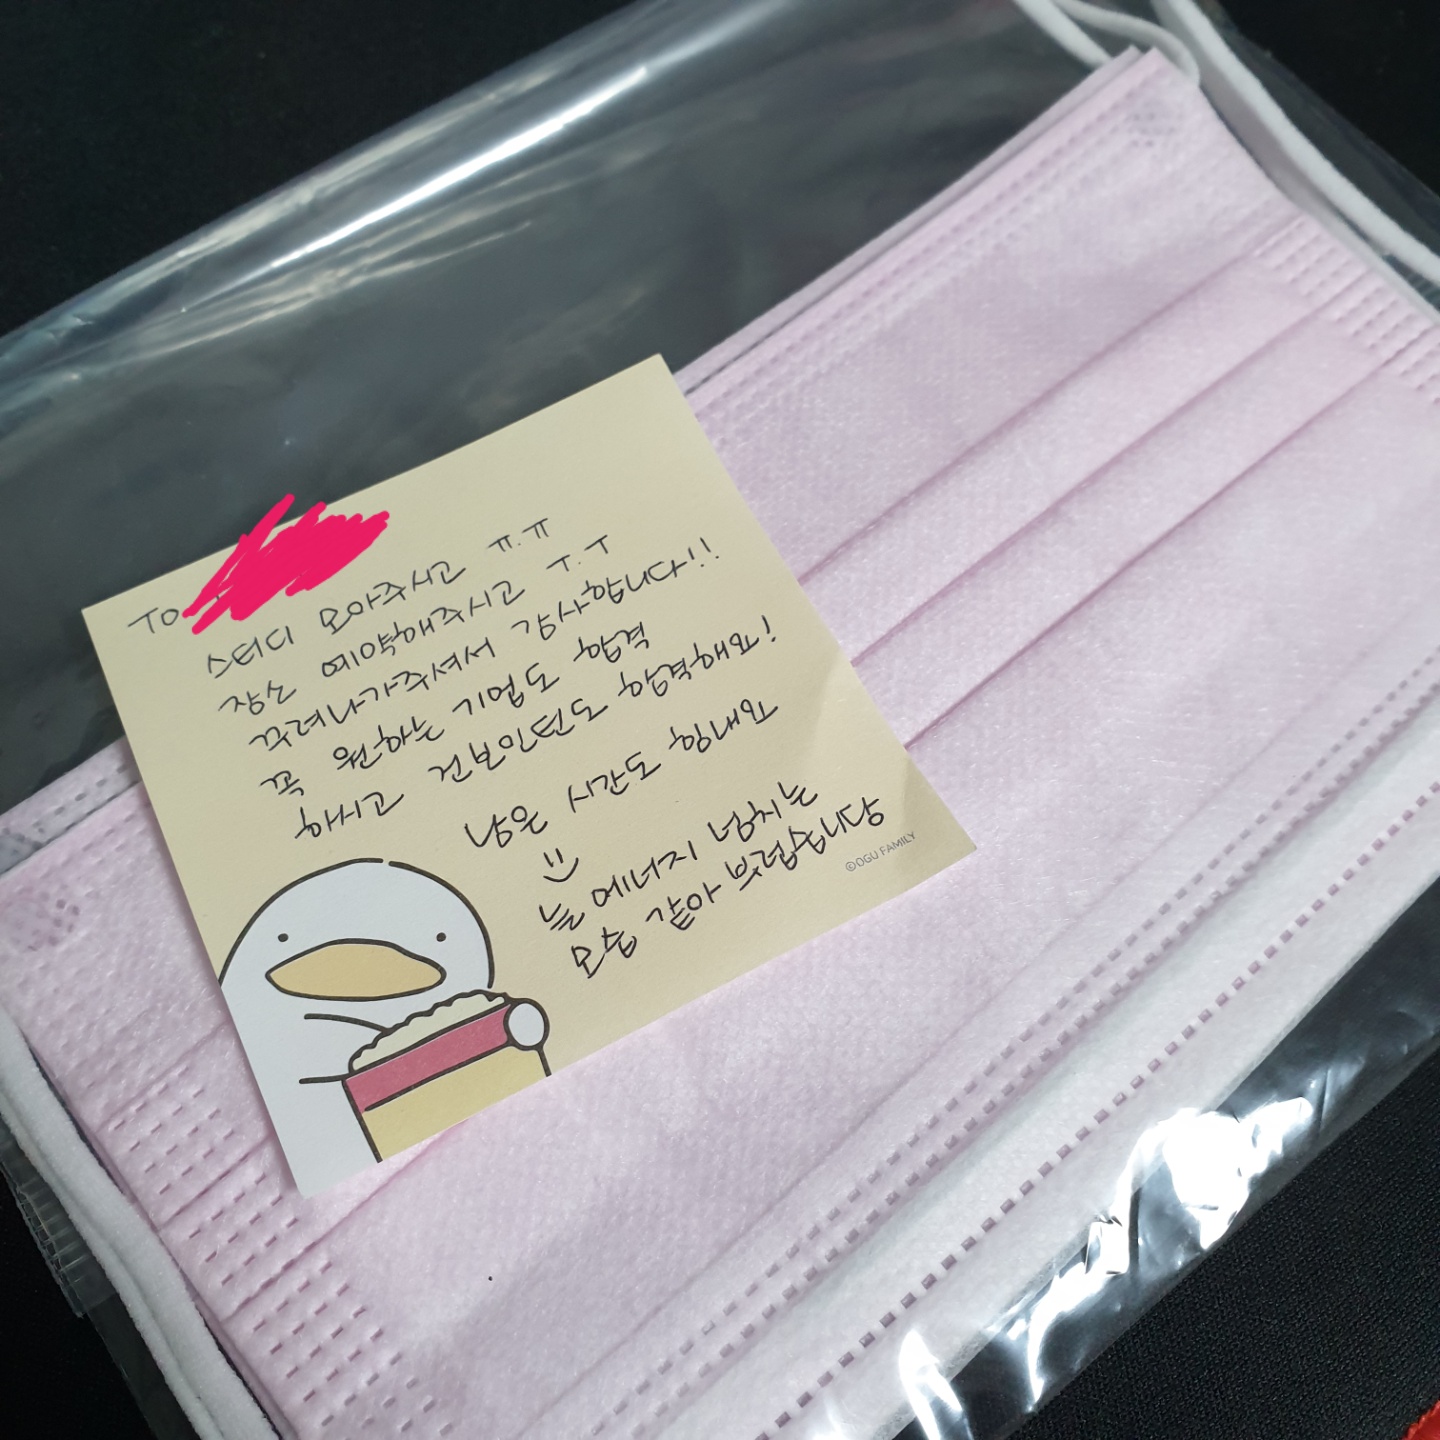 TO
스터디 모아주시고 ㅠ.ㅠ
장소 예약해주시고 ㅜ.ㅜ
꾸려나가주셔서 감사합니다!!
꼭 원하는 기업도 합격
하시고 건보인턴도 합격해욥!
남은 시간도 힘내욥
:)
늘 에너지 넘치는
모습 같아 부럽습니당
©OGU FAMILY